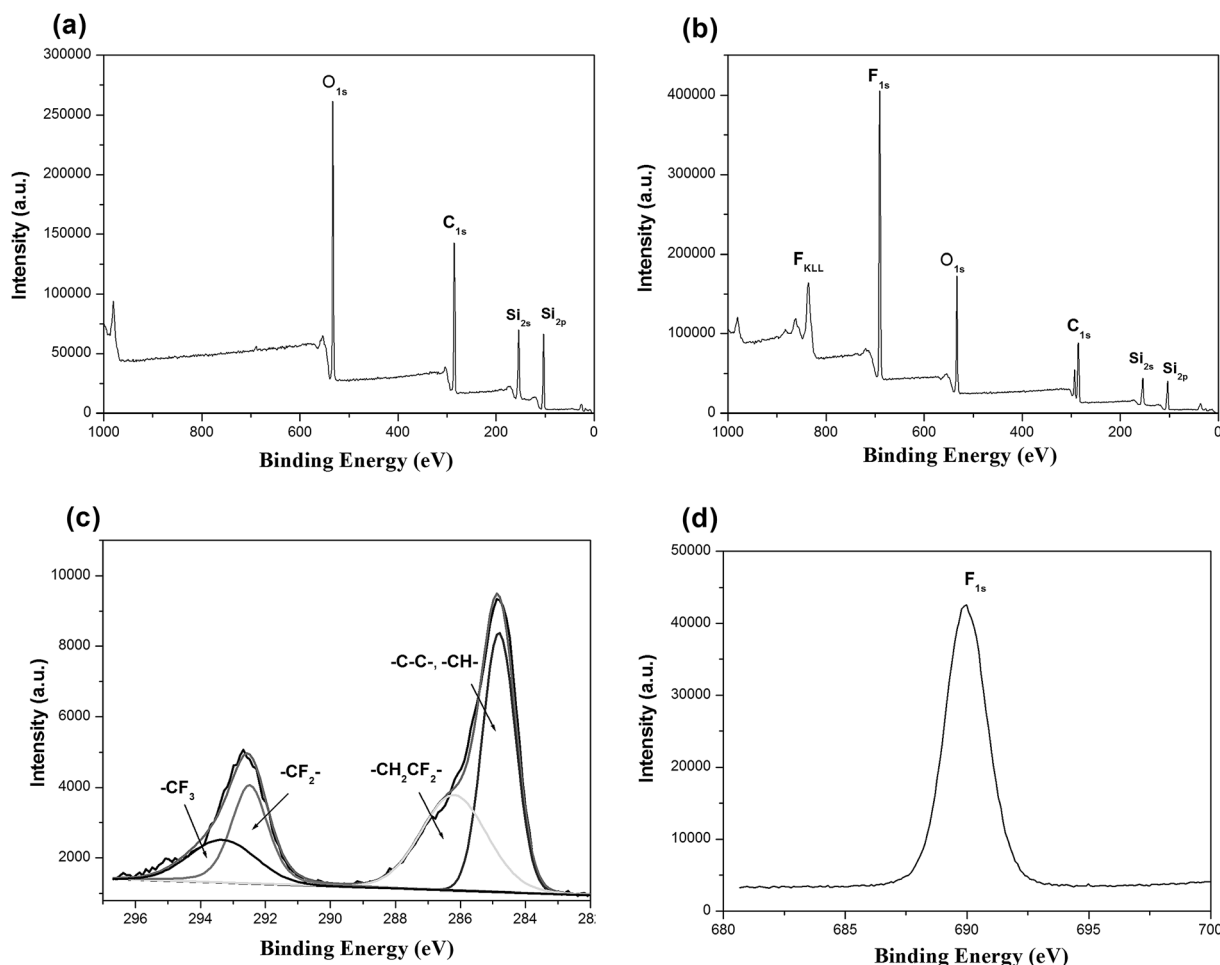 (a)
300000
250000
200000
150000
100000
50000
0
Intensity (a.u.)
O1s
C1s
Si2s
Si2p
1000 800 600 400 200 0
Binding Energy (eV)
(b)
400000
300000
200000
100000
0
Intensity (a.u.)
F1s
FKLL
O1s
C1s
Si2s
Si2p
1000 800 600 400 200 0
Binding Energy (eV)
(c)
10000
8000
6000
4000
2000
Intensity (a.u.)
-C-C-, -CH-
-CH2CF2-
-CF2-
-CF3
296 294 292 290 288 286 284 282
Binding Energy (eV)
(d)
50000
40000
30000
20000
10000
0
Intensity (a.u.)
F1s
680 685 690 695 700
Binding Energy (eV)